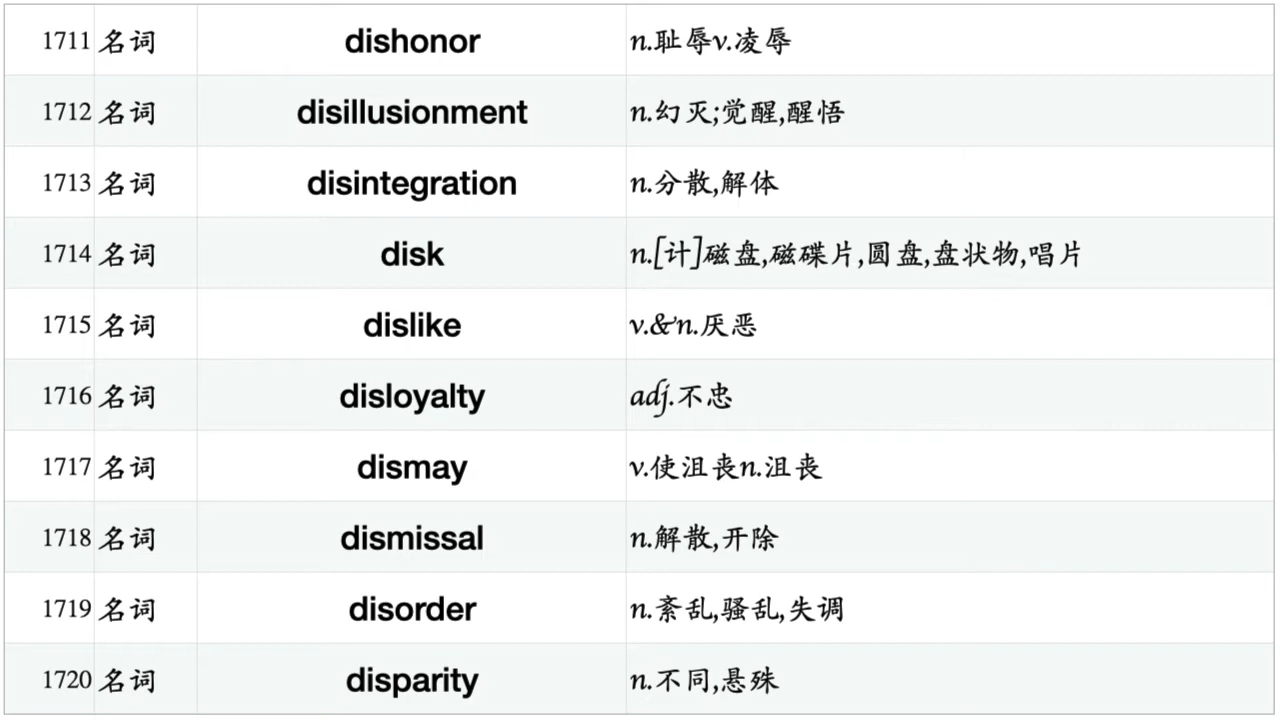 1711 名词 dishonor n.耻辱v.凌辱
1712 名词 disillusionment n.幻灭;觉醒,醒悟
1713 名词 disintegration n.分散,解体
1714 名词 disk n.[计]磁盘,磁碟片,圆盘,盘状物,唱片
1715 名词 dislike v.&n.厌恶
1716 名词 disloyalty adj.不忠
1717 名词 dismay v.使沮丧n.沮丧
1718 名词 dismissal n.解散,开除
1719 名词 disorder n.紊乱,骚乱,失调
1720 名词 disparity n.不同,悬殊